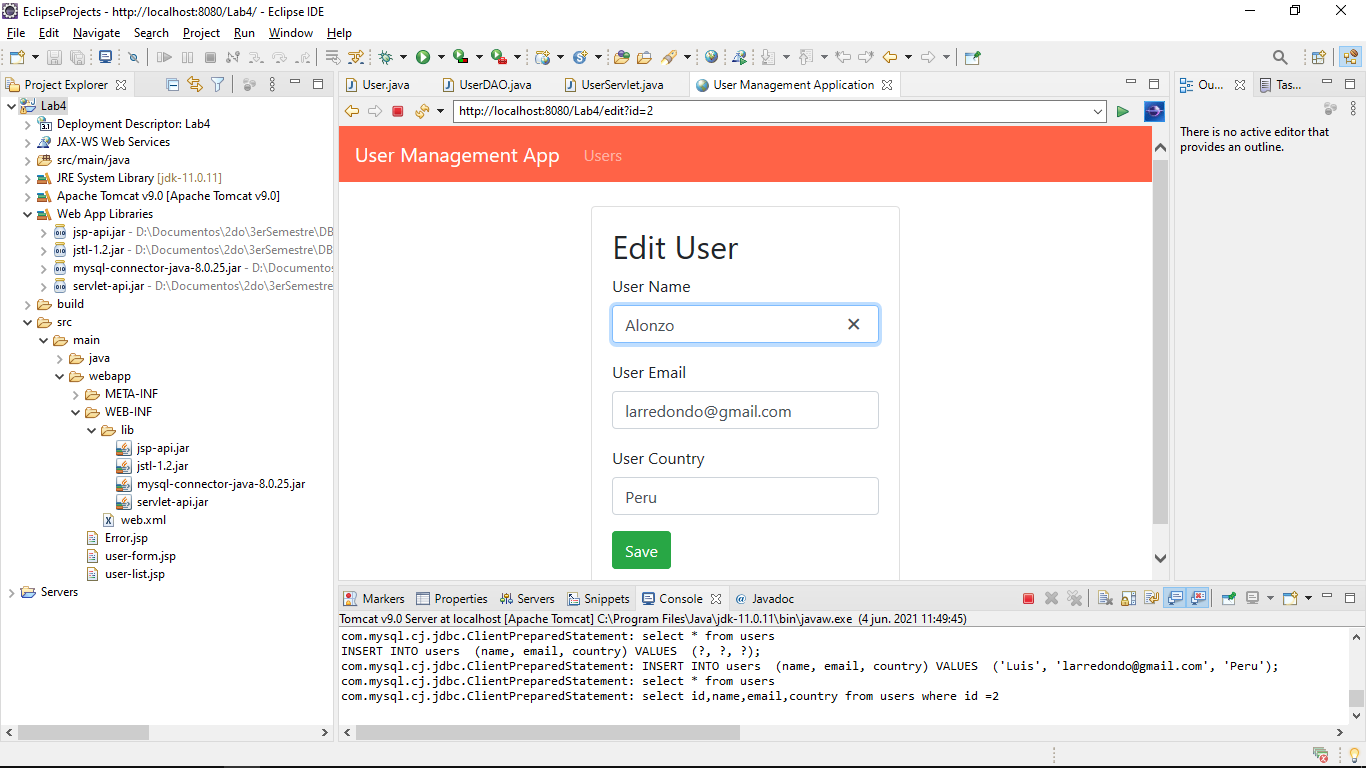 EclipseProjects - http://localhost:8080/Lab4/ - Eclipse IDE
File Edit Navigate Search Project Run Window Help
Project Explorer
User.java UserDAO.java UserServlet.java User Management Application
Ou... Tas...
http://localhost:8080/Lab4/edit?id=2
Lab4
Deployment Descriptor: Lab4
JAX-WS Web Services
src/main/java
JRE System Library [jdk-11.0.11]
Apache Tomcat v9.0 [Apache Tomcat v9.0]
Web App Libraries
jsp-api.jar - D:\Documentos\2do\3erSemestre\DB
jstl-1.2.jar - D:\Documentos\2do\3erSemestre\DB
mysql-connector-java-8.0.25.jar - D:\Documentos
servlet-api.jar - D:\Documentos\2do\3erSemestre
build
src
main
java
webapp
META-INF
WEB-INF
lib
jsp-api.jar
jstl-1.2.jar
mysql-connector-java-8.0.25.jar
servlet-api.jar
web.xml
Error.jsp
user-form.jsp
user-list.jsp
Servers
User Management App Users
Edit User
User Name
Alonzo
User Email
larredondo@gmail.com
User Country
Peru
Save
There is no active editor that
provides an outline.
Markers Properties Servers Snippets Console Javadoc
Tomcat v9.0 Server at localhost [Apache Tomcat] C:\Program Files\Java\jdk-11.0.11\bin\javaw.exe (4 jun. 2021 11:49:45)
com.mysql.cj.jdbc.ClientPreparedStatement: select * from users
INSERT INTO users  (name, email, country) VALUES  (?, ?, ?);
com.mysql.cj.jdbc.ClientPreparedStatement: INSERT INTO users  (name, email, country) VALUES  ('Luis', 'larredondo@gmail.com', 'Peru');
com.mysql.cj.jdbc.ClientPreparedStatement: select * from users
com.mysql.cj.jdbc.ClientPreparedStatement: select id,name,email,country from users where id =2